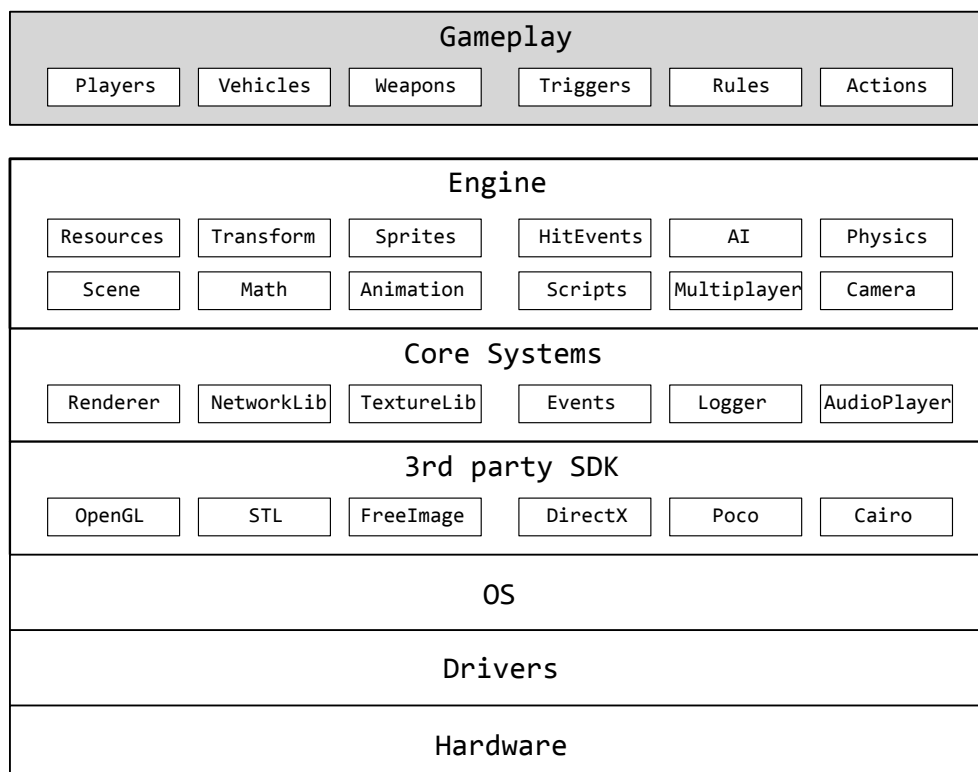 Gameplay
Players Vehicles Weapons Triggers Rules Actions
Engine
Resources Transform Sprites HitEvents AI Physics
Scene Math Animation Scripts Multiplayer Camera
Core Systems
Renderer NetworkLib TextureLib Events Logger AudioPlayer
3rd party SDK
OpenGL STL FreeImage DirectX Poco Cairo
OS
Drivers
Hardware